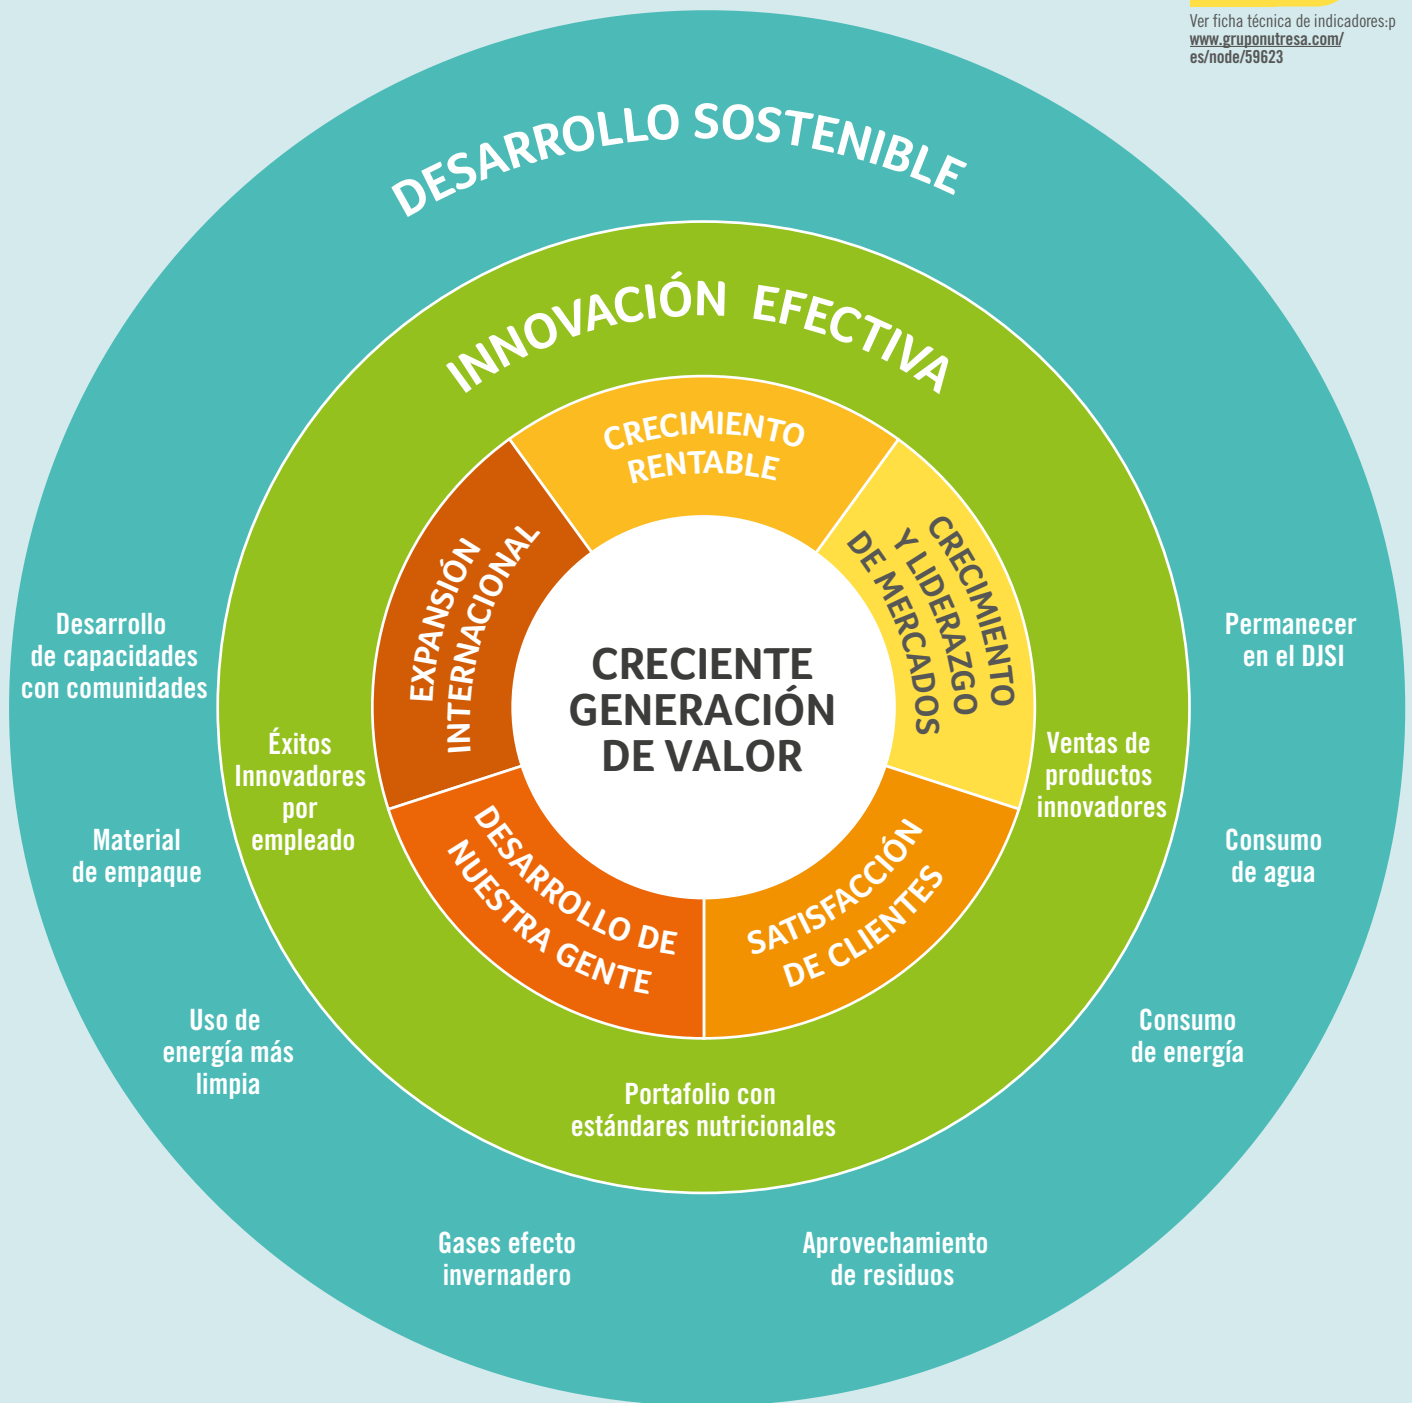 Ver ficha técnica de indicadores:p
www.gruponutresa.com/
es/node/59623
DESARROLLO SOSTENIBLE
INNOVACIÓN EFECTIVA
CRECIMIENTO
RENTABLE
EXPANSIÓN
INTERNACIONAL
CRECIMIENTO
Y LIDERAZGO
DE MERCADOS
CRECIENTE
GENERACIÓN
DE VALOR
DESARROLLO DE
NUESTRA GENTE
SATISFACCIÓN
DE CLIENTES
Desarrollo
de capacidades
con comunidades
Permanecer
en el DJSI
Éxitos
Innovadores
por
empleado
Ventas de
productos
innovadores
Material
de empaque
Consumo
de agua
Uso de
energía más
limpia
Consumo
de energía
Portafolio con
estándares nutricionales
Gases efecto
invernadero
Aprovechamiento
de residuos